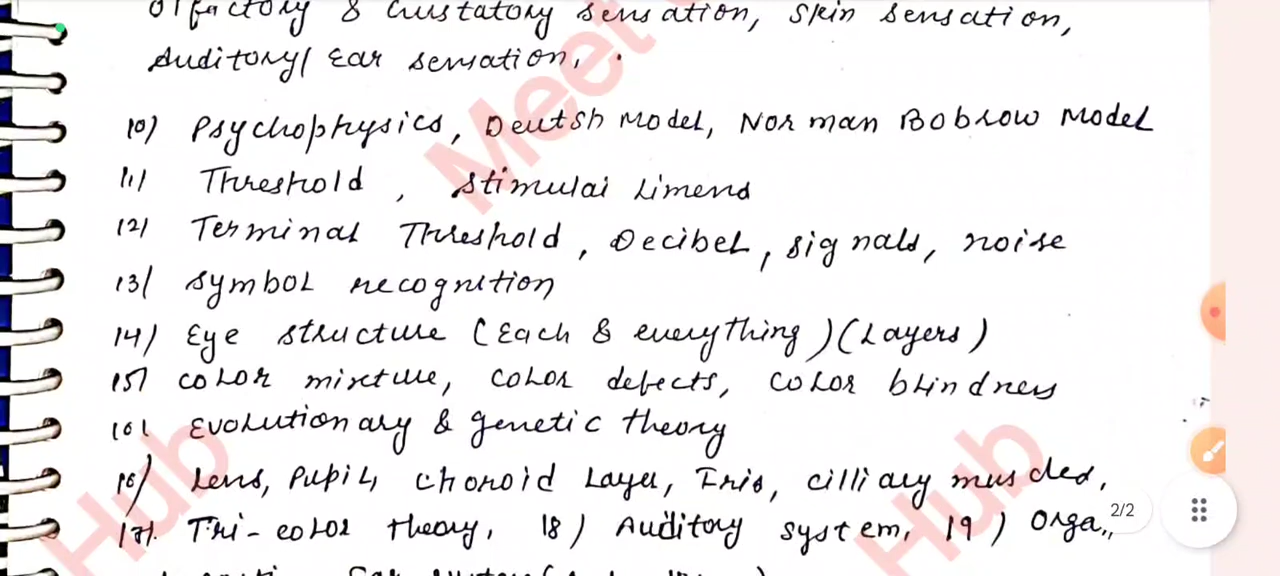 Olfactory & Gustatory sensation, Skin sensation,
Auditory/ Ear sensation,
10) Psychophysics, Deutsh Model, Norman Bobrow Model
11) Threshold, Stimulai Limens
12) Terminal Threshold, Decibel, signals, noise
13) Symbol recognition
14) Eye structure (Each & everything) (Layers)
15) color mixture, color defects, color blindness
16) Evolutionary & genetic theory
16) Lens, Pupil, choroid Layer, Iris, cilliary muscles,
17) Tri-color theory, 18) Auditory system, 19) Orga
2/2
Meet
Hub
Hub